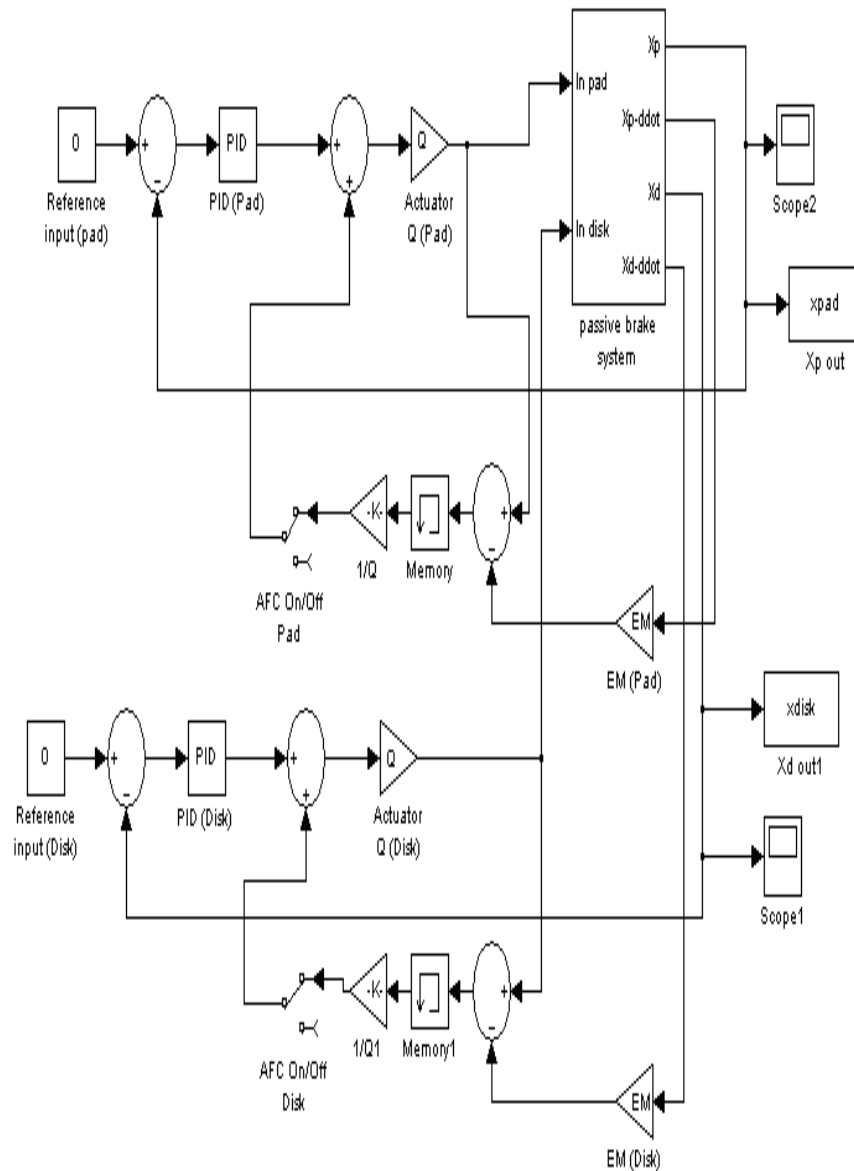 Xp
In pad
0
+
−
PID
+
+
Q
Xp-ddot
Reference
input (pad)
PID (Pad)
Actuator
Q (Pad)
Xd
Scope2
In disk
Xd-ddot
passive brake
system
xpad
Xp out
-K-
+
−
1/Q
Memory
AFC On/Off
Pad
EM
EM (Pad)
xdisk
Xd out1
0
+
−
PID
+
+
Q
Reference
input (Disk)
PID (Disk)
Actuator
Q (Disk)
Scope1
-K-
+
−
1/Q1
Memory1
AFC On/Off
Disk
EM
EM (Disk)